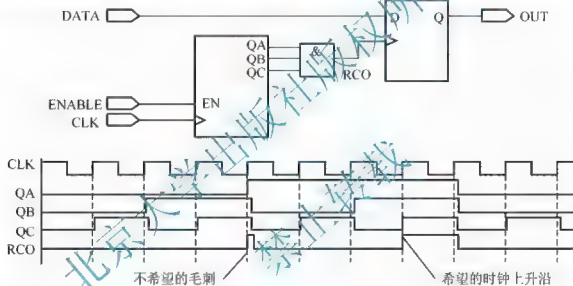 DATA
D
Q
OUT
QA
QB
QC
&
RCO
ENABLE
EN
CLK
CLK
QA
QB
QC
RCO
不希望的毛刺
希望的时钟上升沿
北京大学出版社版权所有
禁止转载